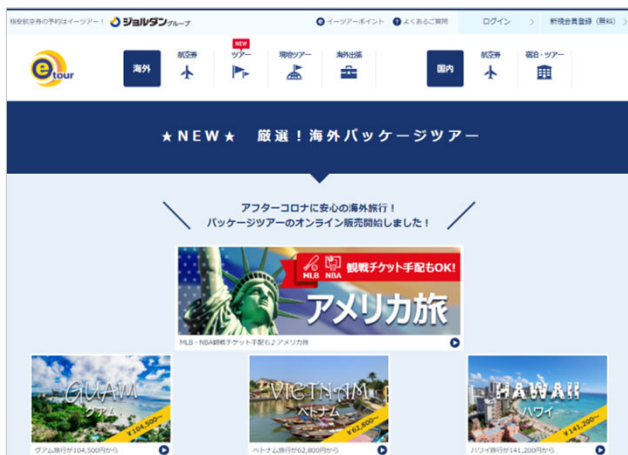 格安航空券の予約はイーツアー！ ジョルダングループ
e イーツアーポイント ? よくあるご質問 ログイン 新規会員登録（無料）
etour
海外
航空券
NEW
ツアー
現地ツアー
海外出張
国内
航空券
宿泊・ツアー
★NEW★ 厳選！海外パッケージツアー
アフターコロナに安心の海外旅行！
パッケージツアーのオンライン販売開始しました！
MLB NBA 観戦チケット手配もOK!
アメリカ旅
MLB・NBA観戦チケット手配も♪アメリカ旅
GUAM
グアム
¥104,500~
グアム旅行が104,500円から
VIETNAM
ベトナム
¥62,800~
ベトナム旅行が62,800円から
HAWAII
ハワイ
¥141,200~
ハワイ旅行が141,200円から